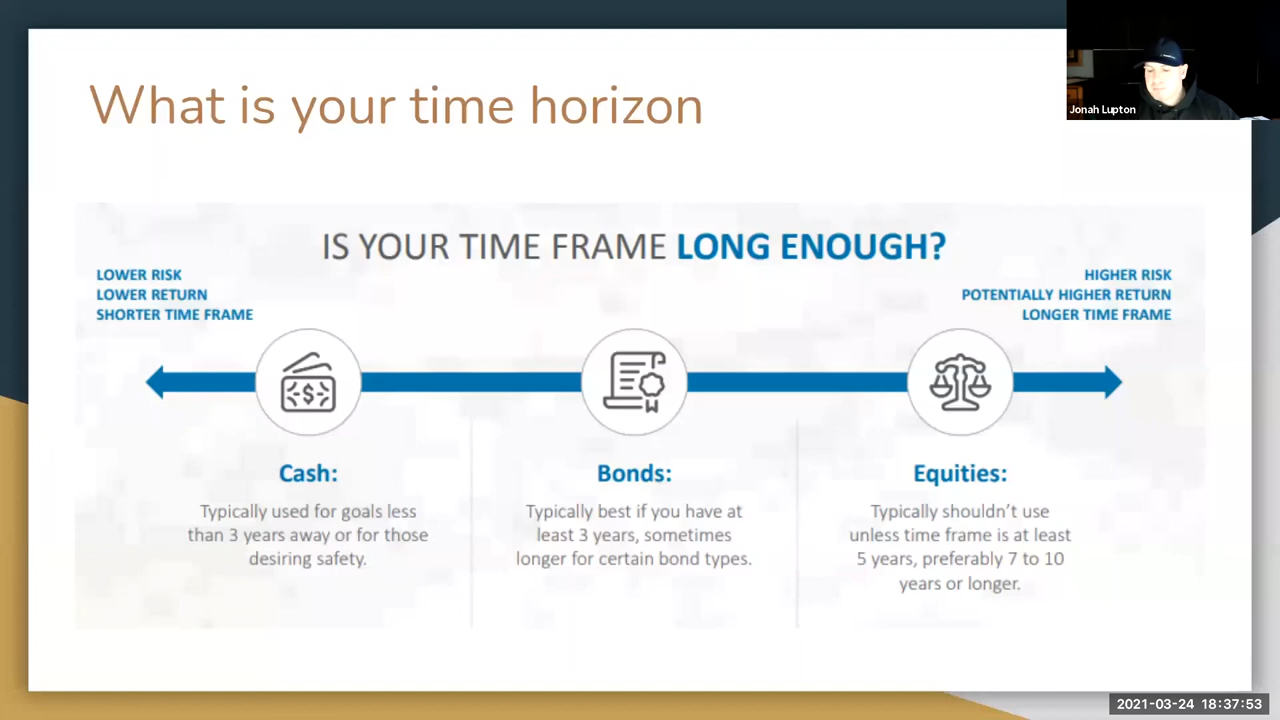 What is your time horizon
Jonah Lupton
IS YOUR TIME FRAME LONG ENOUGH?
LOWER RISK
LOWER RETURN
SHORTER TIME FRAME
HIGHER RISK
POTENTIALLY HIGHER RETURN
LONGER TIME FRAME
$
Cash:
Typically used for goals less
than 3 years away or for those
desiring safety.
Bonds:
Typically best if you have at
least 3 years, sometimes
longer for certain bond types.
Equities:
Typically shouldn't use
unless time frame is at least
5 years, preferably 7 to 10
years or longer.
2021-03-24 18:37:53